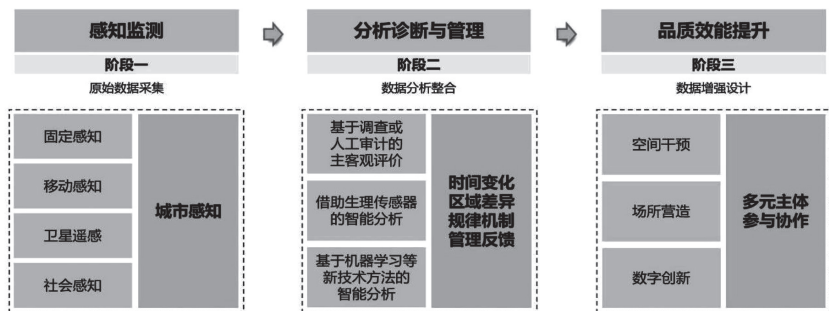 感知监测
阶段一
原始数据采集
固定感知
移动感知
卫星遥感
社会感知
城市感知
分析诊断与管理
阶段二
数据分析整合
基于调查或
人工审计的
主客观评价
借助生理传感器
的智能分析
基于机器学习等
新技术方法的
智能分析
时间变化
区域差异
规律机制
管理反馈
品质效能提升
阶段三
数据增强设计
空间干预
场所营造
数字创新
多元主体
参与协作